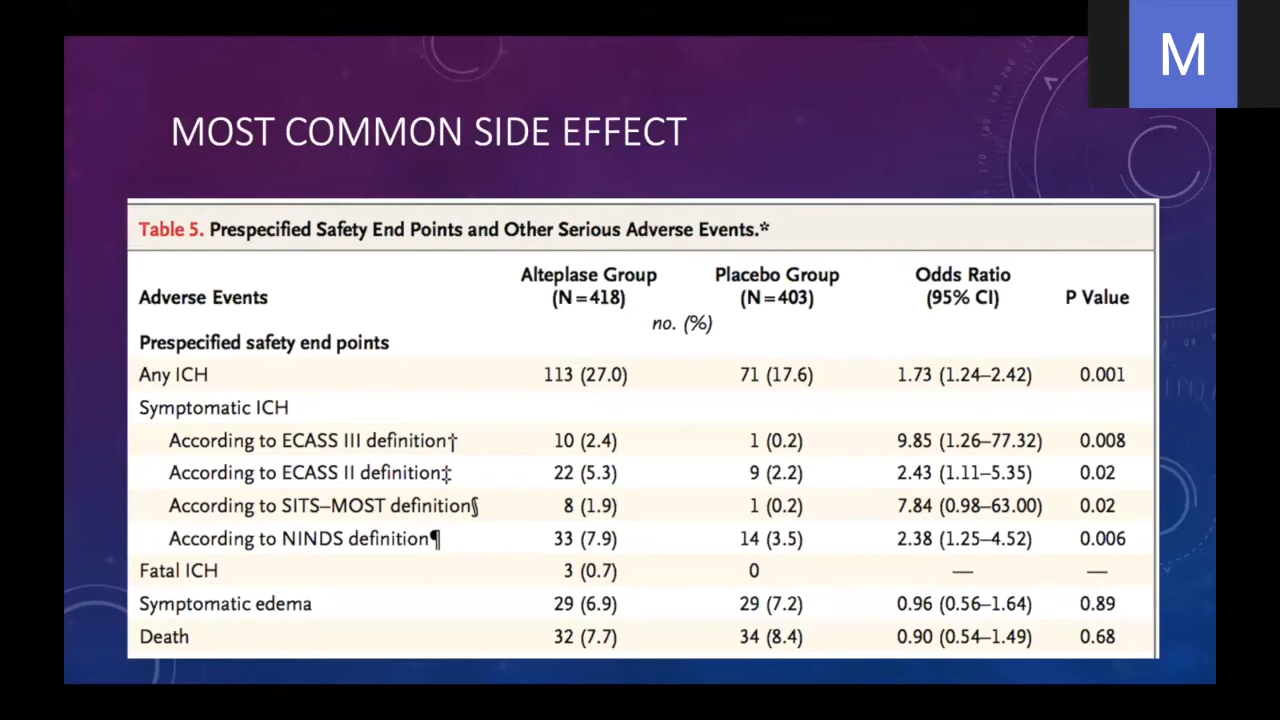 M
MOST COMMON SIDE EFFECT
Table 5. Prespecified Safety End Points and Other Serious Adverse Events.*
Adverse Events Alteplase Group (N=418) Placebo Group (N=403) Odds Ratio (95% CI) P Value
no. (%)
Prespecified safety end points
Any ICH 113 (27.0) 71 (17.6) 1.73 (1.24–2.42) 0.001
Symptomatic ICH
According to ECASS III definition† 10 (2.4) 1 (0.2) 9.85 (1.26–77.32) 0.008
According to ECASS II definition‡ 22 (5.3) 9 (2.2) 2.43 (1.11–5.35) 0.02
According to SITS–MOST definition§ 8 (1.9) 1 (0.2) 7.84 (0.98–63.00) 0.02
According to NINDS definition¶ 33 (7.9) 14 (3.5) 2.38 (1.25–4.52) 0.006
Fatal ICH 3 (0.7) 0 — —
Symptomatic edema 29 (6.9) 29 (7.2) 0.96 (0.56–1.64) 0.89
Death 32 (7.7) 34 (8.4) 0.90 (0.54–1.49) 0.68